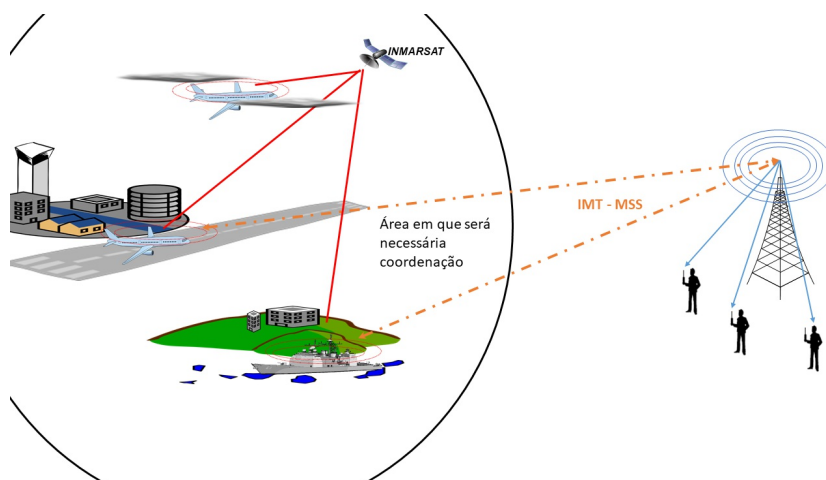 INMARSAT
IMT - MSS
Área em que será
necessária
coordenação